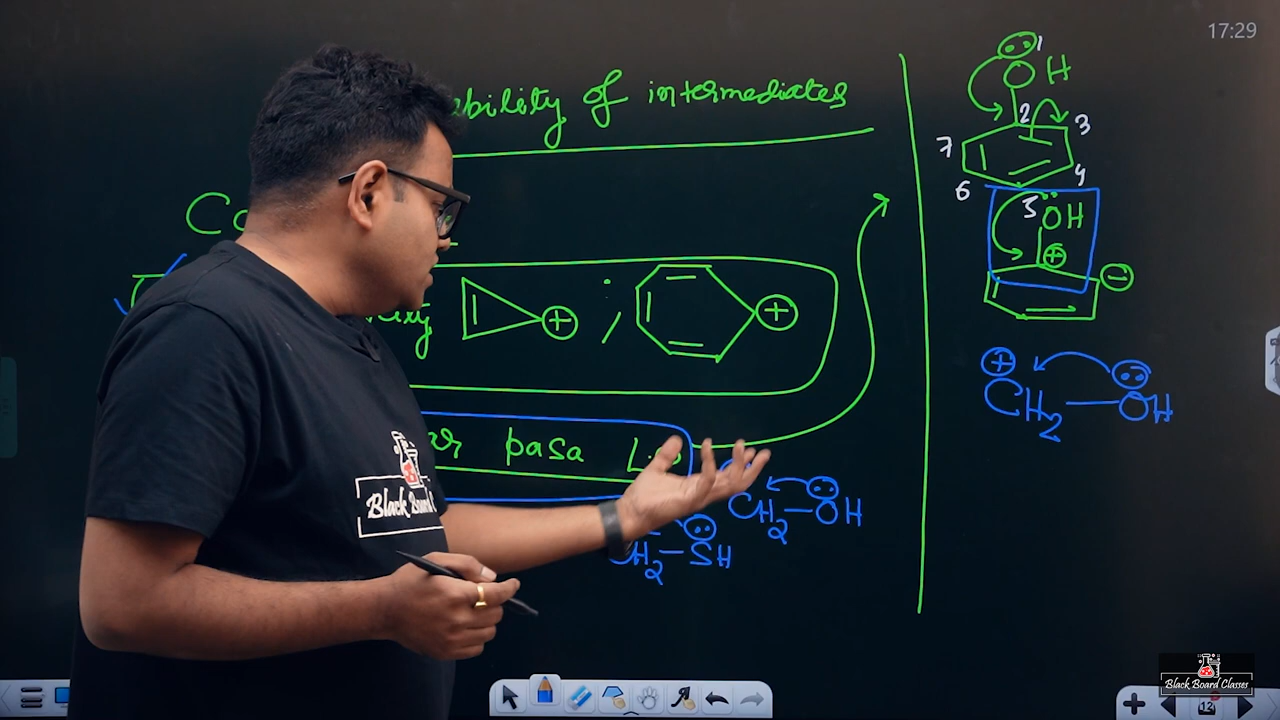 17:29
of intermediates
pasa
CH2 — OH
CH2 — SH
1
OH
2
3
7
4
6
5
OH
CH2 — OH
Black Board
Black Board Classes
12